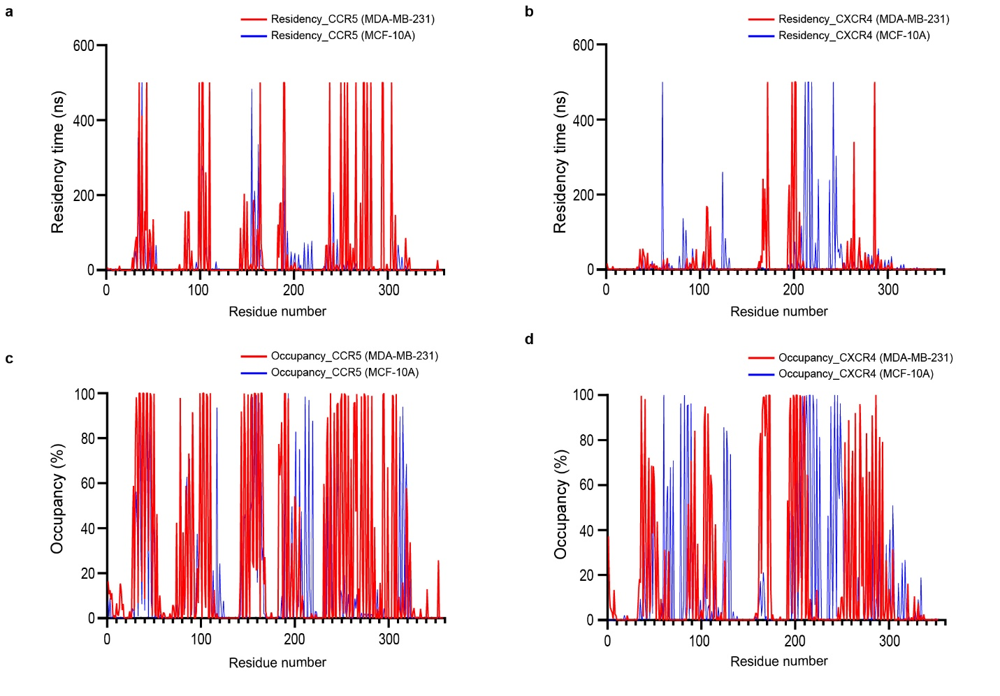 a
Residency_CCR5 (MDA-MB-231)
Residency_CCR5 (MCF-10A)
600
400
200
0
Residency time (ns)
0 100 200 300
Residue number
b
Residency_CXCR4 (MDA-MB-231)
Residency_CXCR4 (MCF-10A)
600
400
200
0
Residency time (ns)
0 100 200 300
Residue number
c
Occupancy_CCR5 (MDA-MB-231)
Occupancy_CCR5 (MCF-10A)
100
80
60
40
20
0
Occupancy (%)
0 100 200 300
Residue number
d
Occupancy_CXCR4 (MDA-MB-231)
Occupancy_CXCR4 (MCF-10A)
100
80
60
40
20
0
Occupancy (%)
0 100 200 300
Residue number